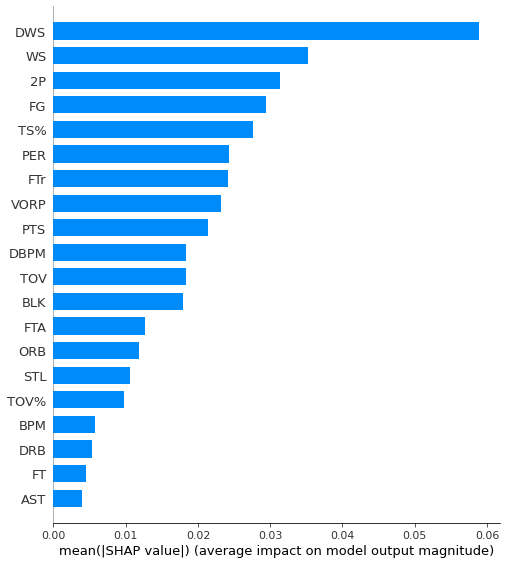 DWS
WS
2P
FG
TS%
PER
FTr
VORP
PTS
DBPM
TOV
BLK
FTA
ORB
STL
TOV%
BPM
DRB
FT
AST
0.00 0.01 0.02 0.03 0.04 0.05 0.06
mean(|SHAP value|) (average impact on model output magnitude)